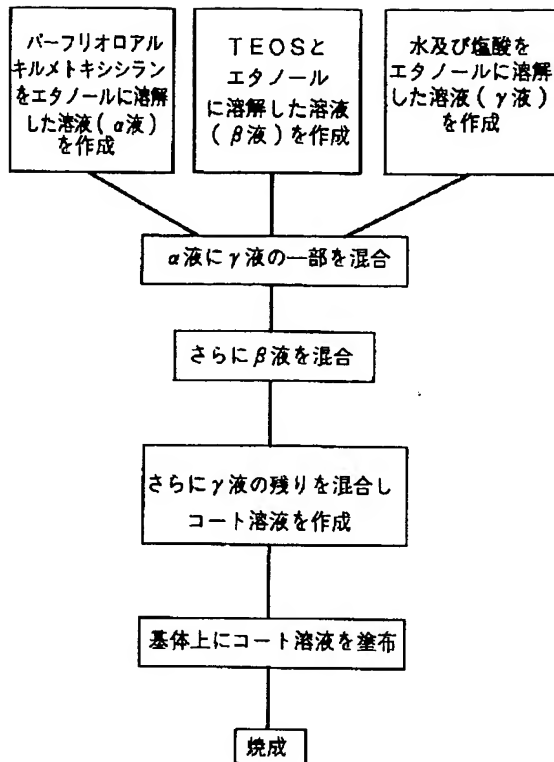 パーフリオロアル
キルメトキシシラン
をエタノールに溶解
した溶液(α液)
を作成
TEOSと
エタノール
に溶解した溶液
(β液)を作成
水及び塩酸を
エタノールに溶解
した溶液(γ液)
を作成
α液にγ液の一部を混合
さらにβ液を混合
さらにγ液の残りを混合し
コート溶液を作成
基体上にコート溶液を塗布
焼成